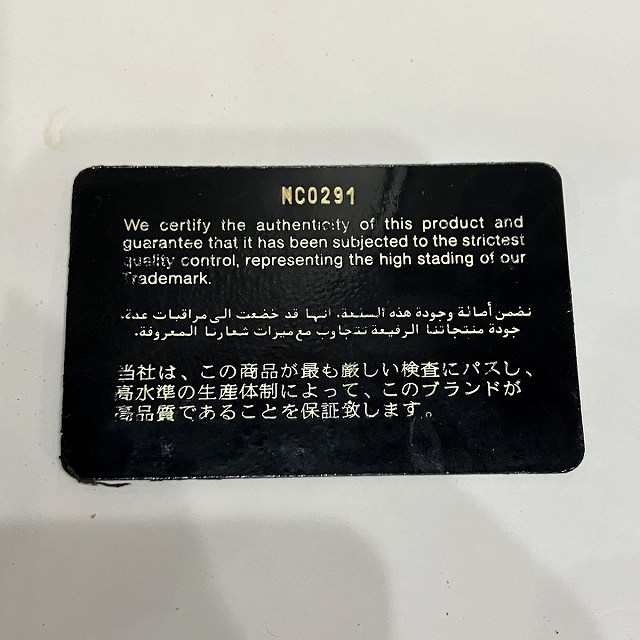 NC0291
We certify the authenticity of this product and
guarantee that it has been subjected to the strictest
quality control, representing the high stading of our
Trademark.
نضمن أصالة وجودة هذه السلعة، انها قد خضعت الى مراقبات عدة.
جودة منتجاتنا الرفيعة تتجاوب مع ميزات شعارنا المعروفة.
当社は、この商品が最も厳しい検査にパスし、
高水準の生産体制によって、このブランドが
高品質であることを保証致します。